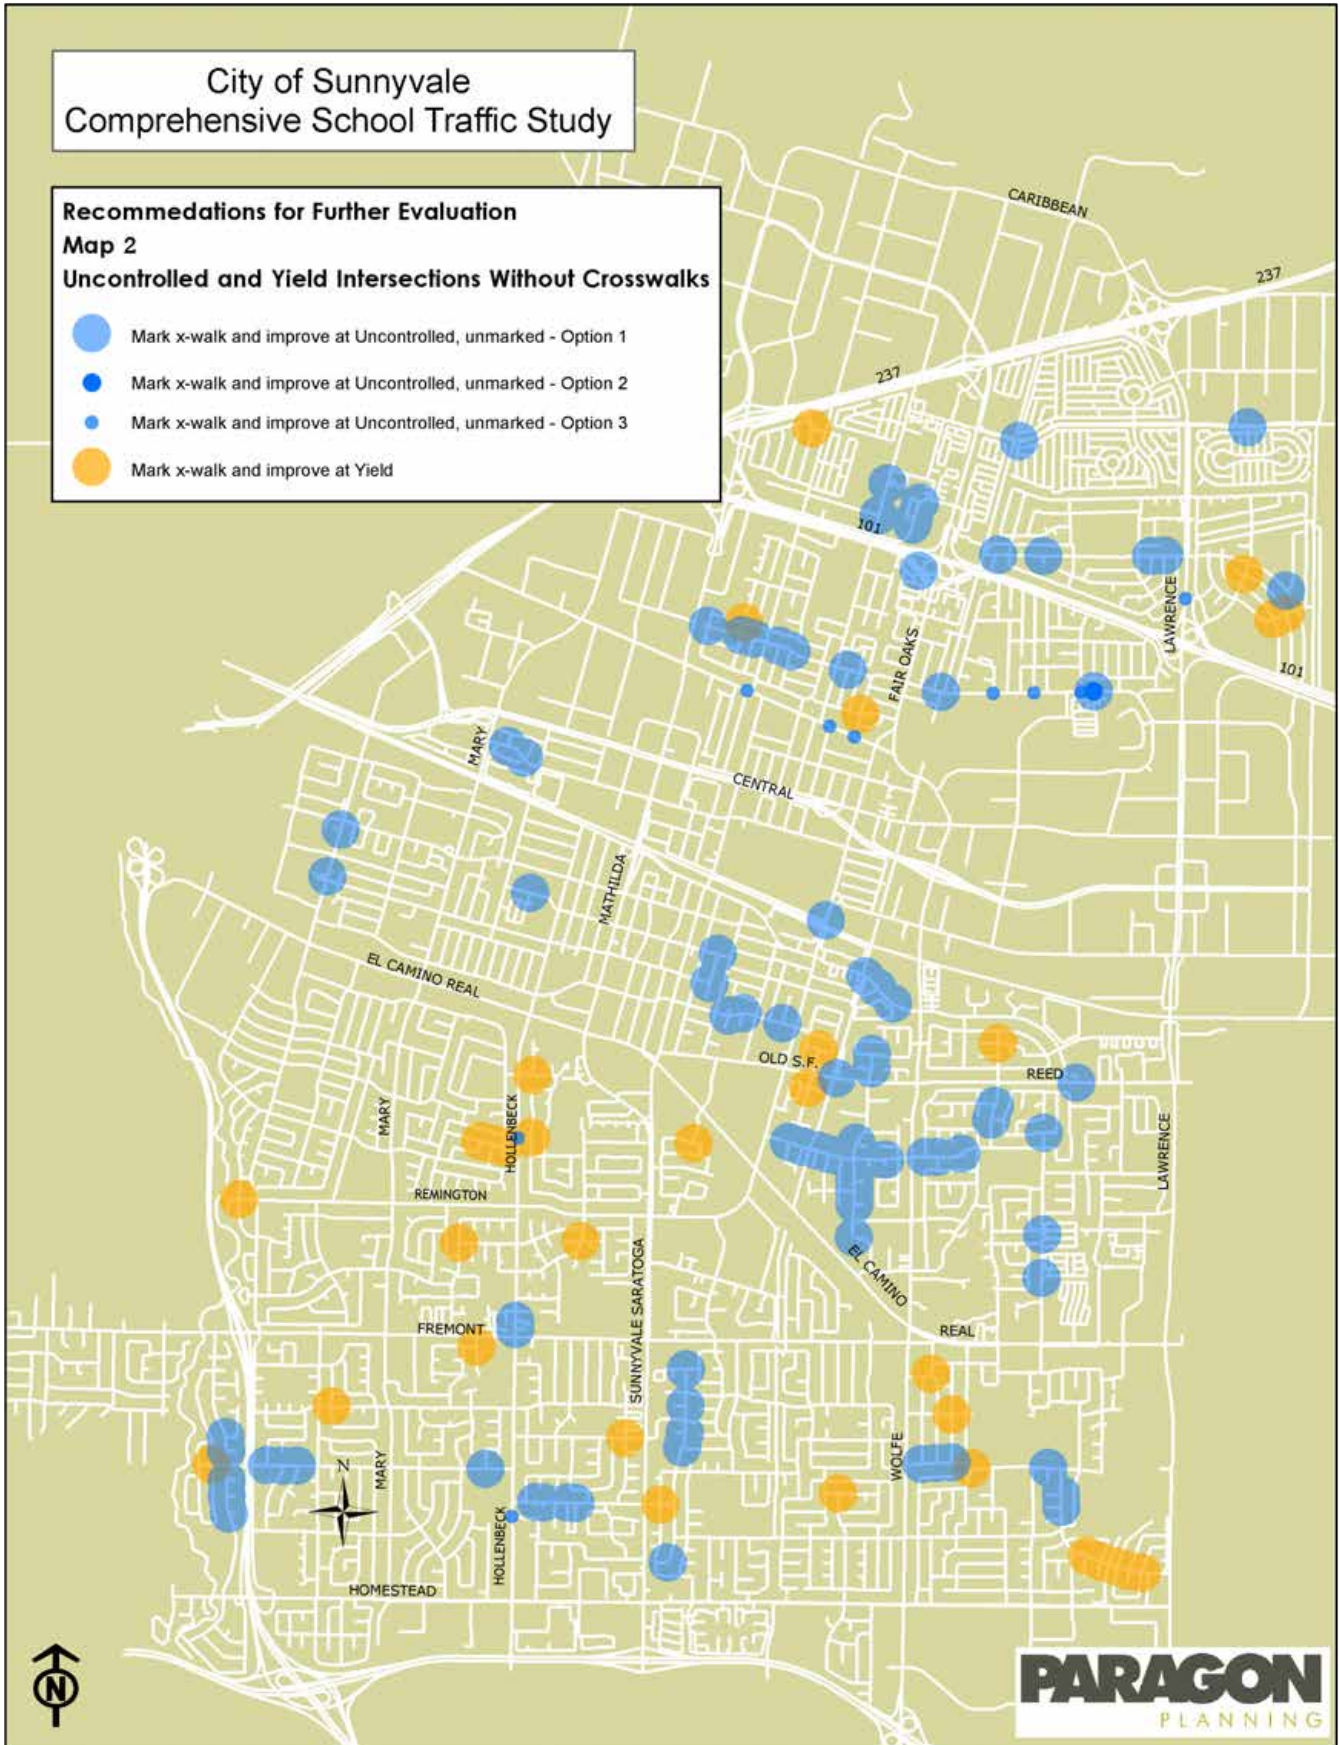 City of Sunnyvale
Comprehensive School Traffic Study
Recommedations for Further Evaluation
Map 2
Uncontrolled and Yield Intersections Without Crosswalks
Mark x-walk and improve at Uncontrolled, unmarked - Option 1
Mark x-walk and improve at Uncontrolled, unmarked - Option 2
Mark x-walk and improve at Uncontrolled, unmarked - Option 3
Mark x-walk and improve at Yield
CARIBBEAN
237
237
101
LAWRENCE
FAIR OAKS
101
MARY
CENTRAL
MATHILDA
EL CAMINO REAL
OLD S.F.
REED
MARY
HOLLENBECK
LAWRENCE
REMINGTON
SUNNYVALE SARATOGA
EL CAMINO
REAL
FREMONT
WOLFE
MARY
N
HOLLENBECK
HOMESTEAD
N
PARAGON
PLANNING